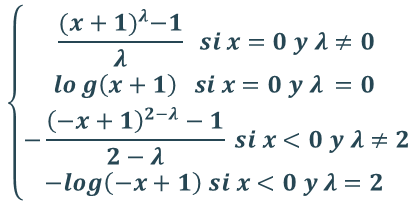 ((x + 1)^λ − 1)/λ si x = 0 y λ ≠ 0
lo g(x + 1) si x = 0 y λ = 0
−((−x + 1)^(2−λ) − 1)/(2 − λ) si x < 0 y λ ≠ 2
−log(−x + 1) si x < 0 y λ = 2